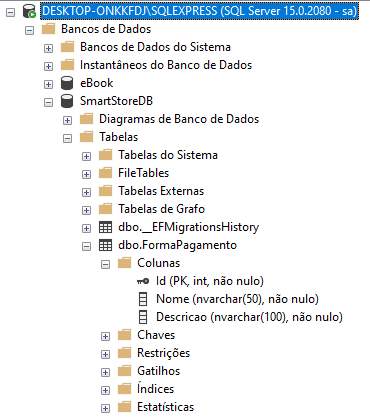 DESKTOP-ONKKFDJ\SQLEXPRESS (SQL Server 15.0.2080 - sa)
Bancos de Dados
Bancos de Dados do Sistema
Instantâneos do Banco de Dados
eBook
SmartStoreDB
Diagramas de Banco de Dados
Tabelas
Tabelas do Sistema
FileTables
Tabelas Externas
Tabelas de Grafo
dbo.__EFMigrationsHistory
dbo.FormaPagamento
Colunas
Id (PK, int, não nulo)
Nome (nvarchar(50), não nulo)
Descricao (nvarchar(100), não nulo)
Chaves
Restrições
Gatilhos
Índices
Estatísticas